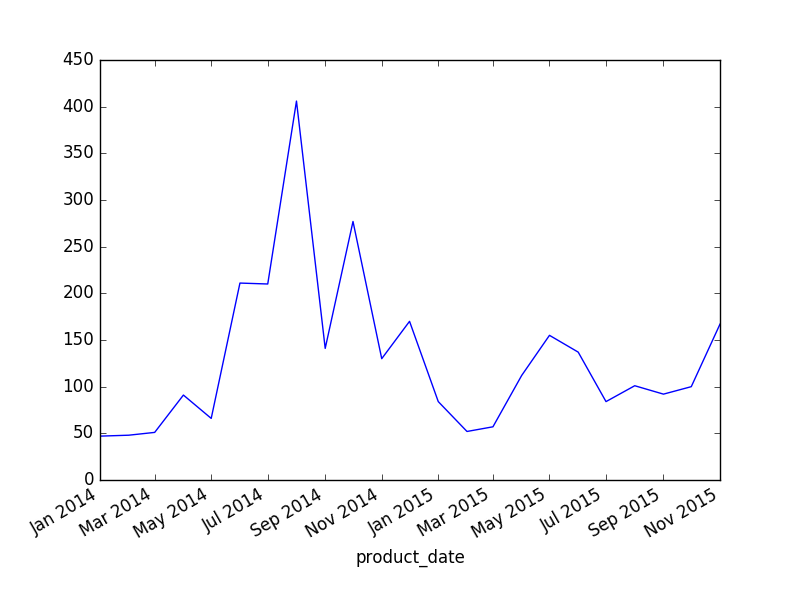 450
400
350
300
250
200
150
100
50
0
Jan 2014
Mar 2014
May 2014
Jul 2014
Sep 2014
Nov 2014
Jan 2015
Mar 2015
May 2015
Jul 2015
Sep 2015
Nov 2015
product_date